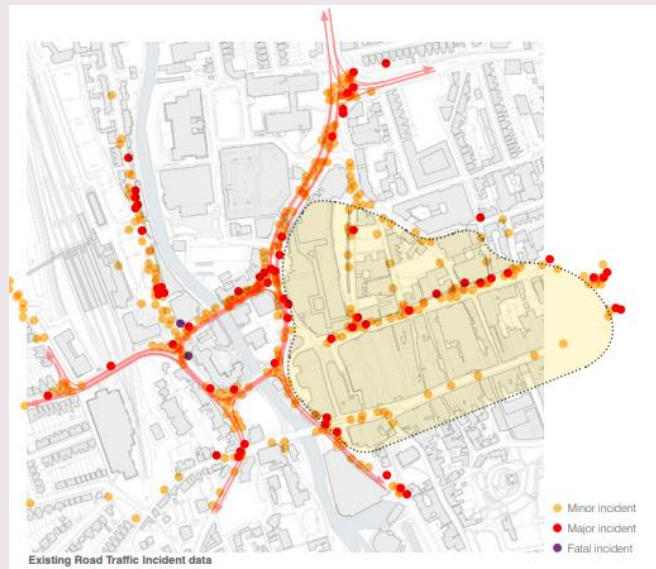 Minor incident
Major incident
Fatal incident
Existing Road Traffic Incident data